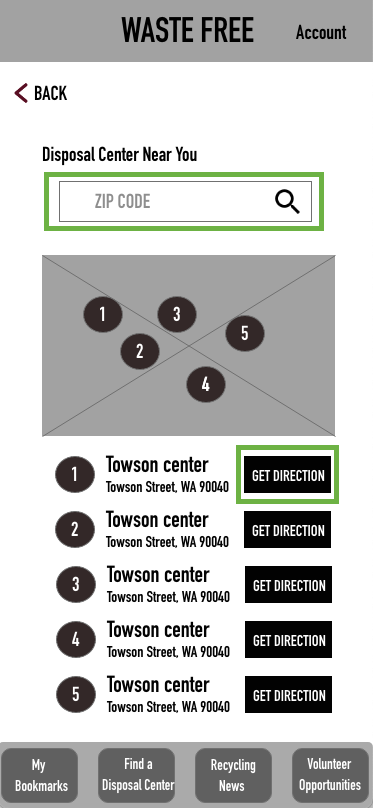 WASTE FREE
Account
BACK
Disposal Center Near You
ZIP CODE
1
3
5
2
4
1
Towson center
Towson Street, WA 90040
GET DIRECTION
2
Towson center
Towson Street, WA 90040
GET DIRECTION
3
Towson center
Towson Street, WA 90040
GET DIRECTION
4
Towson center
Towson Street, WA 90040
GET DIRECTION
5
Towson center
Towson Street, WA 90040
GET DIRECTION
My
Bookmarks
Find a
Disposal Center
Recycling
News
Volunteer
Opportunities